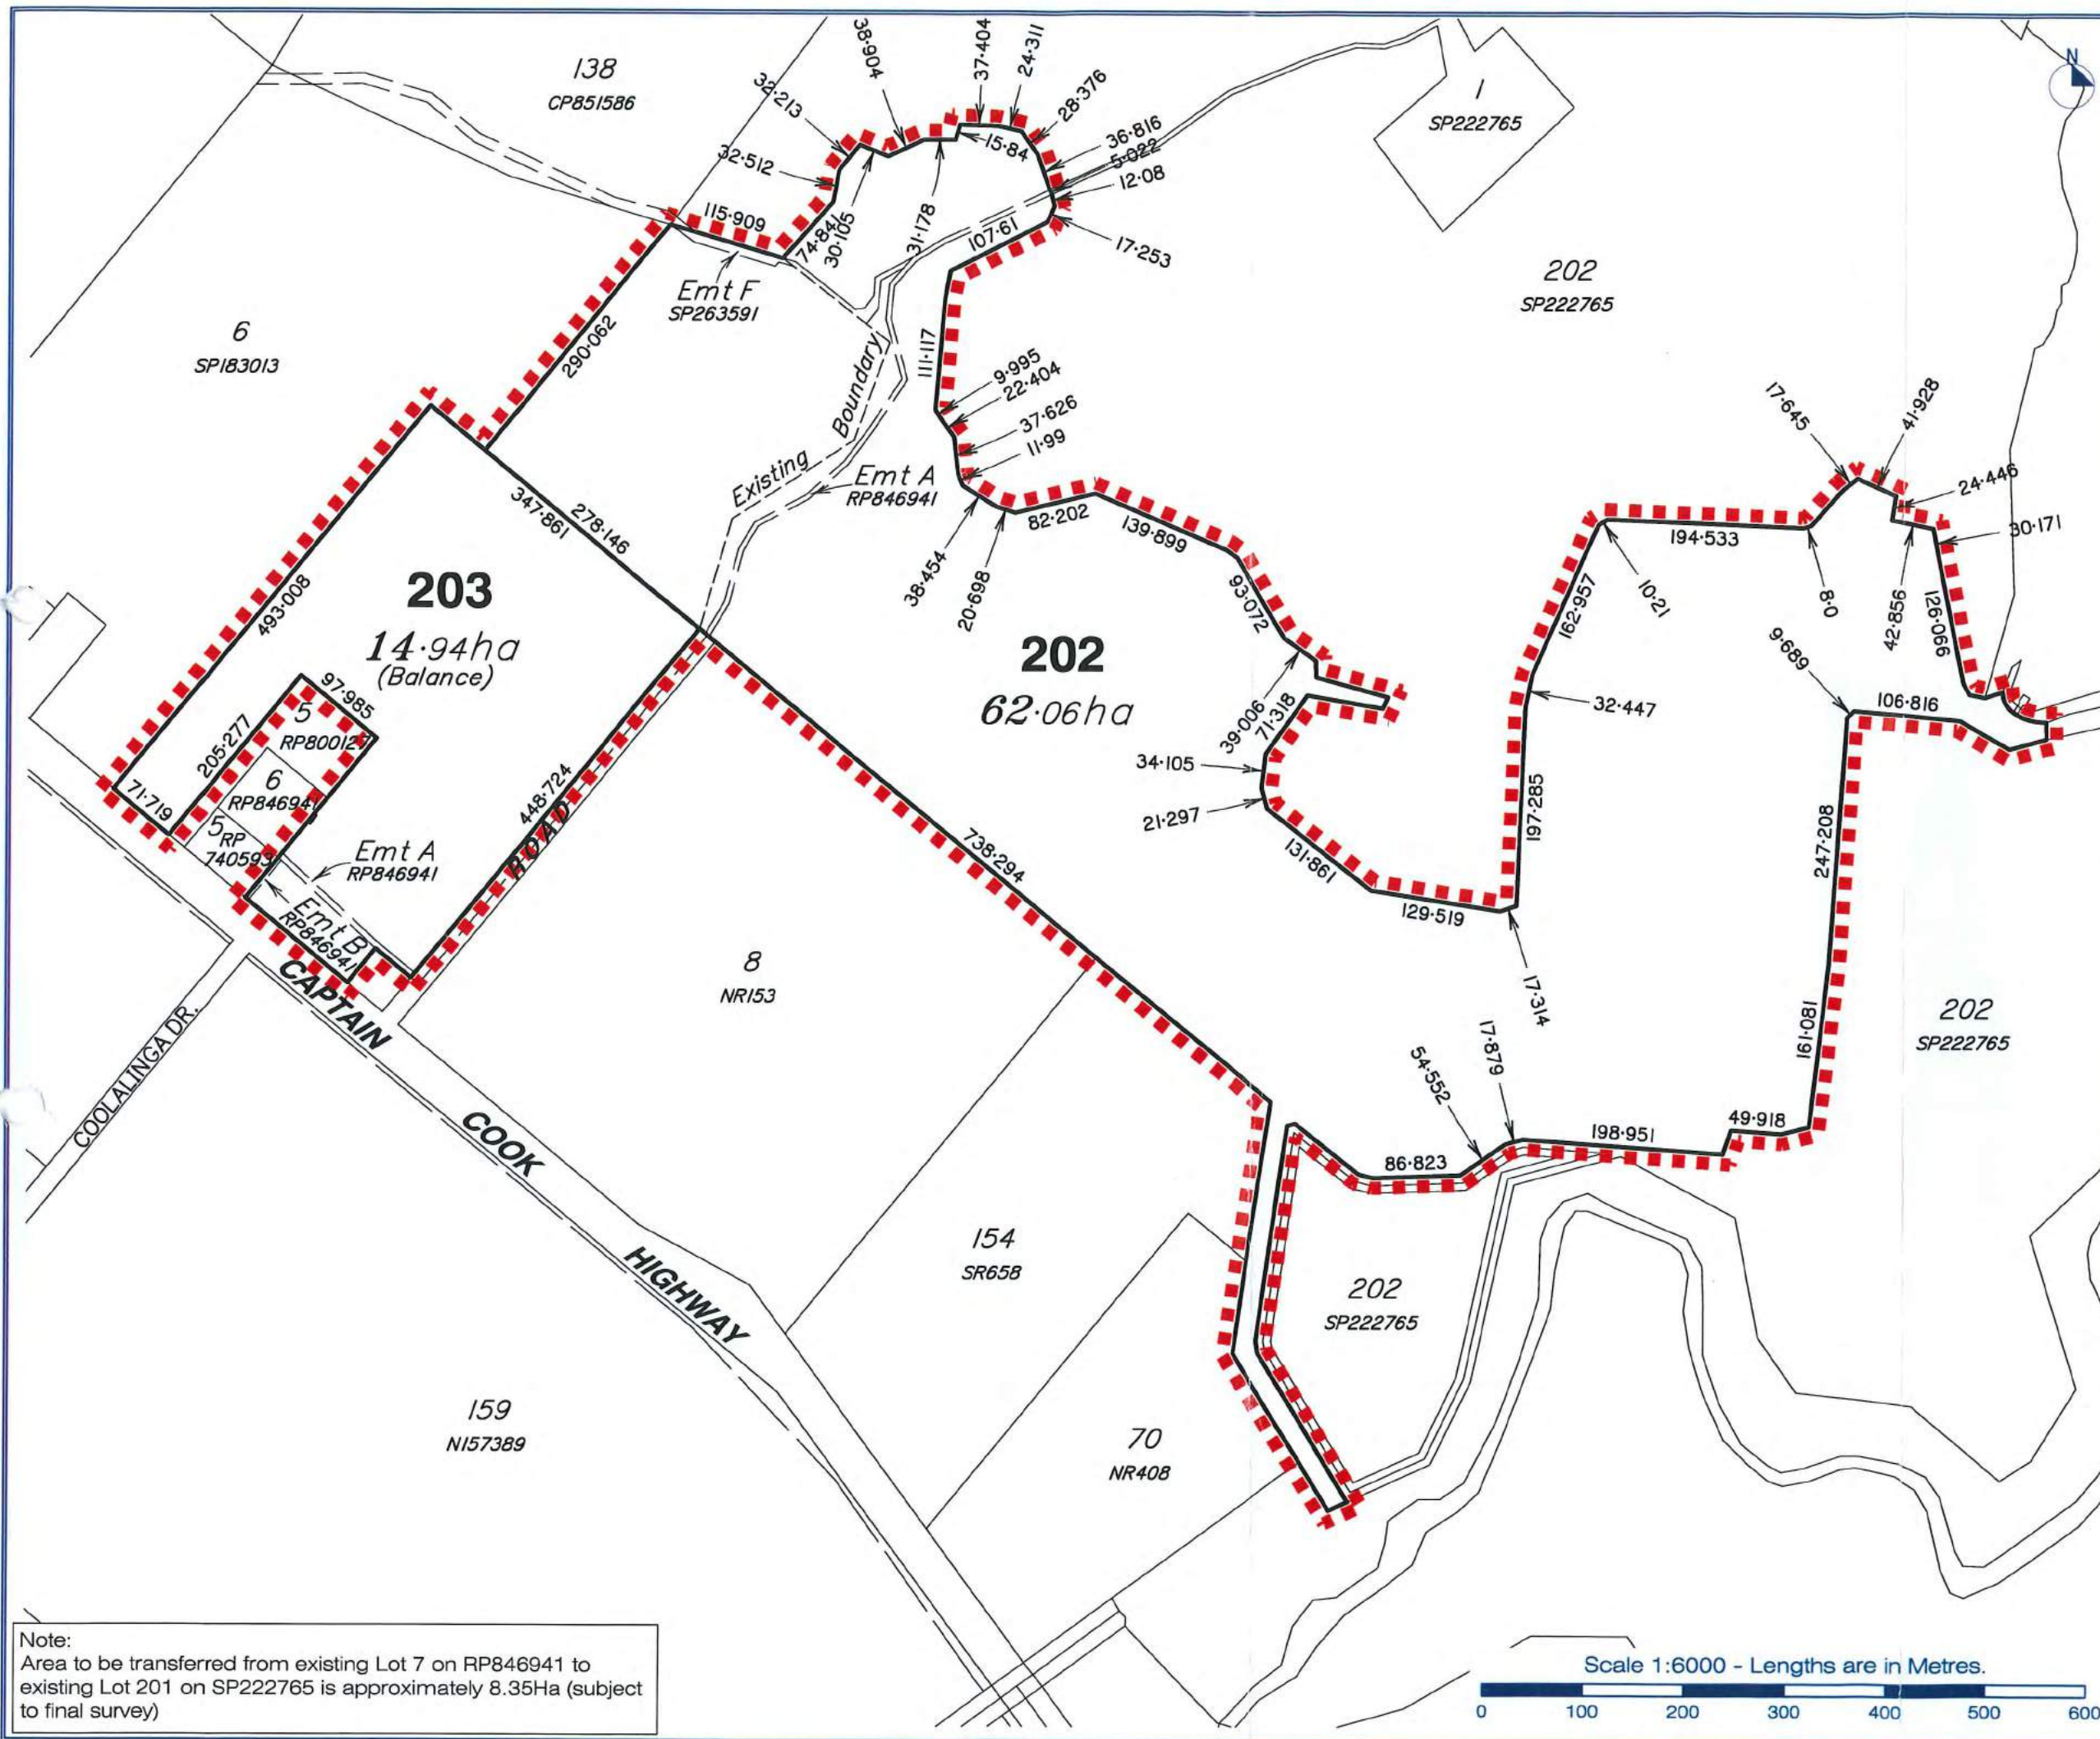 N
138
CP851586
38·904
37·404
24·311
32·213
28·376
36·816
5·022
12·08
17·253
15·84
32·512
115·909
74·841
30·105
31·178
107·61
1
SP222765
202
SP222765
Emt F
SP263591
6
SP183013
290·062
111·117
Existing Boundary
9·995
22·404
37·626
11·99
Emt A
RP846941
38·454
20·698
82·202
139·899
93·072
39·006
71·318
34·105
21·297
131·861
129·519
17·314
197·285
32·447
162·957
10·21
194·533
8·0
17·645
41·928
24·446
30·171
42·856
126·066
9·689
106·816
247·208
161·081
202
SP222765
347·861
278·146
493·008
203
14·94ha
(Balance)
202
62·06ha
97·985
205·277
5
RP800127
6
RP846941
5
RP
740593
71·719
Emt A
RP846941
Emt B
RP846941
448·724
ROAD
738·294
8
NR153
CAPTAIN COOK HIGHWAY
COOLALINGA DR.
54·552
17·879
86·823
198·951
49·918
154
SR658
202
SP222765
159
N157389
70
NR408
Note:
Area to be transferred from existing Lot 7 on RP846941 to
existing Lot 201 on SP222765 is approximately 8.35Ha (subject
to final survey)
Scale 1:6000 - Lengths are in Metres.
0 100 200 300 400 500 600